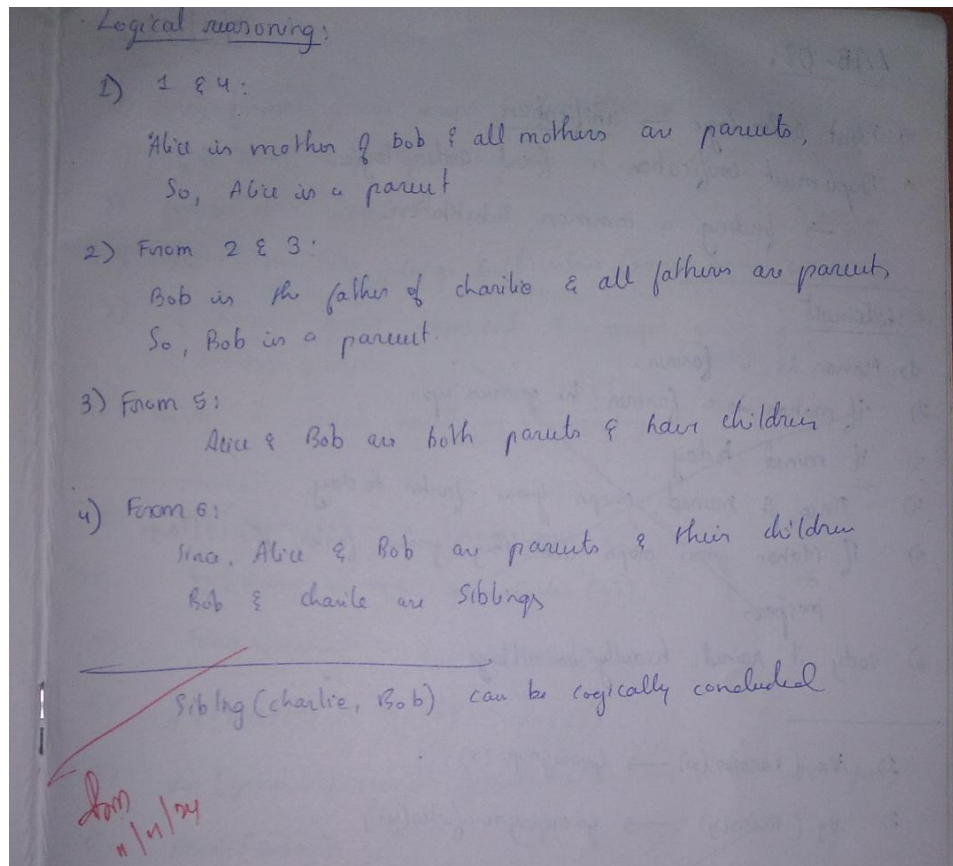 Logical reasoning:
1) 1 & 4:
Alice is mother of Bob & all mothers are parents,
So, Alice is a parent
2) From 2 & 3:
Bob is the father of charilie & all fathers are parents
So, Bob is a parent.
3) From 5:
Alice & Bob are both parents & have children
4) From 6:
Since, Alice & Bob are parents & their children
Bob & charile are Siblings
Siblng (charlie, Bob) can be logically concluded